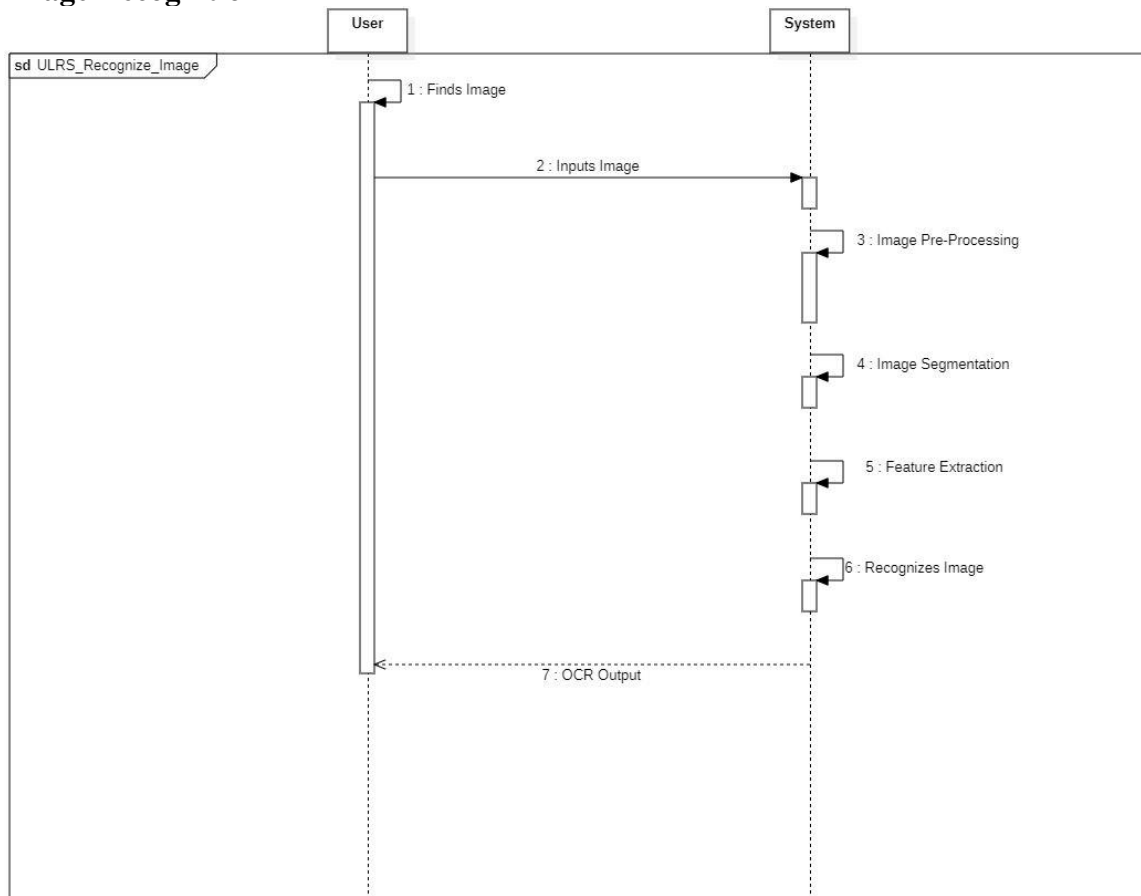 User
System
sd ULRS_Recognize_Image
1 : Finds Image
2 : Inputs Image
3 : Image Pre-Processing
4 : Image Segmentation
5 : Feature Extraction
6 : Recognizes Image
7 : OCR Output